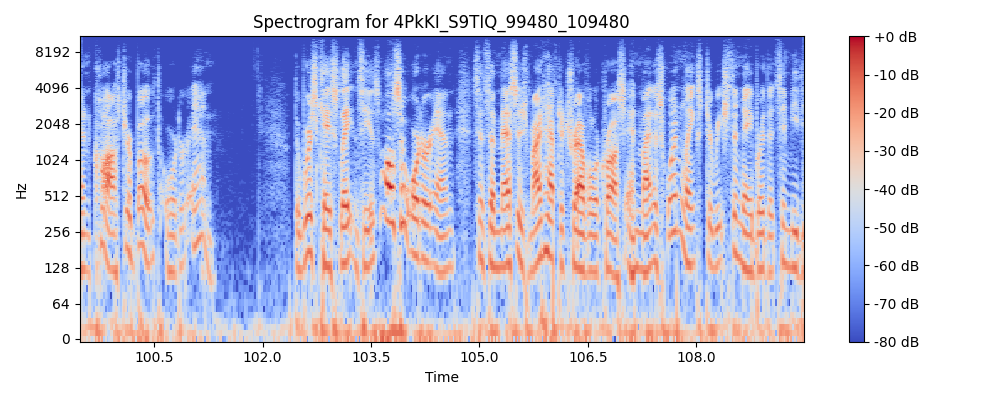 Spectrogram for 4PkKI_S9TIQ_99480_109480
8192
4096
2048
1024
512
256
128
64
0
Hz
100.5 102.0 103.5 105.0 106.5 108.0
Time
+0 dB
-10 dB
-20 dB
-30 dB
-40 dB
-50 dB
-60 dB
-70 dB
-80 dB